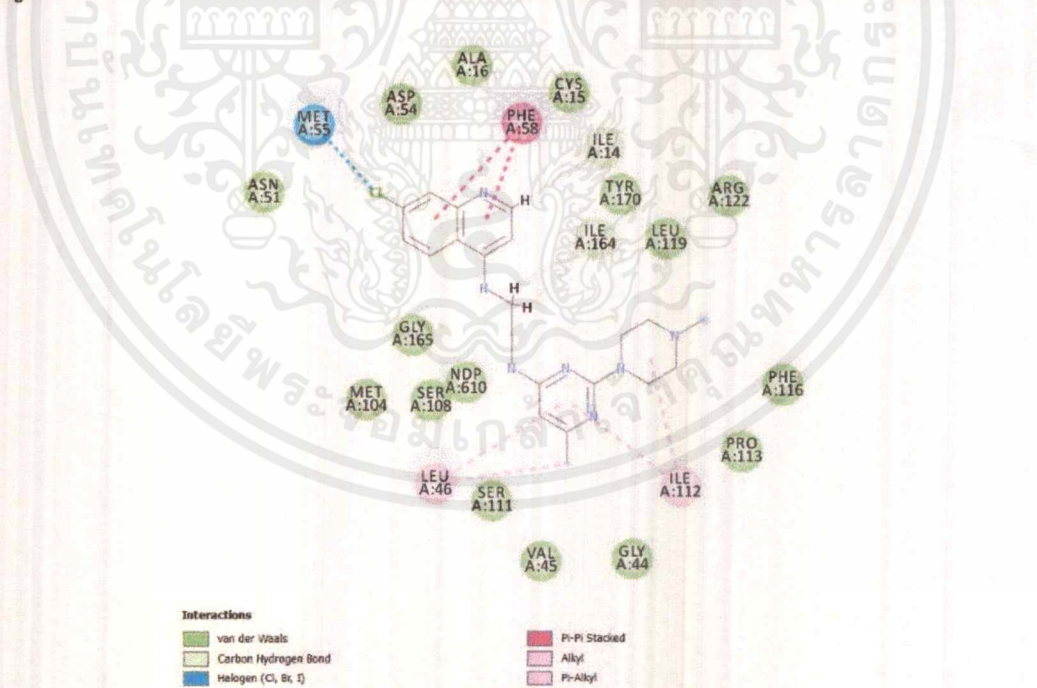 ALA
A:16
CYS
A:15
ASP
A:54
MET
A:55
PHE
A:58
ILE
A:14
ASN
A:51
TYR
A:170
ARG
A:122
Cl
N
H
ILE
A:164
LEU
A:119
H
N
H
GLY
A:165
N
NDP
A:610
N
N
N
PHE
A:116
MET
A:104
SER
A:108
N
PRO
A:113
LEU
A:46
SER
A:111
ILE
A:112
VAL
A:45
GLY
A:44
Interactions
van der Waals
Carbon Hydrogen Bond
Halogen (Cl, Br, I)
Pi-Pi Stacked
Alkyl
Pi-Alkyl